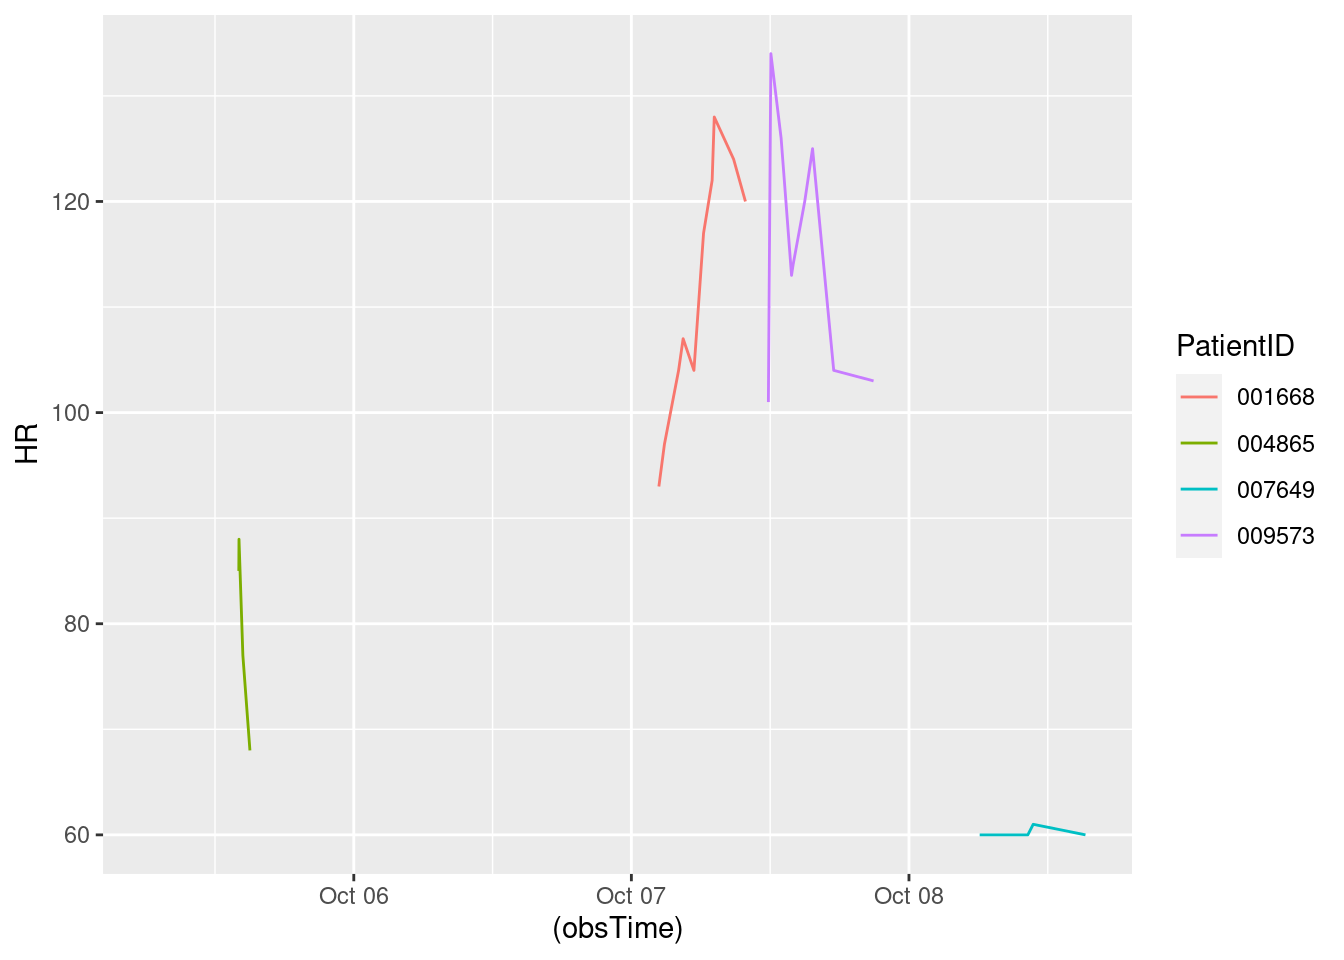 HR
120
100
80
60
Oct 06
Oct 07
Oct 08
(obsTime)
PatientID
001668
004865
007649
009573